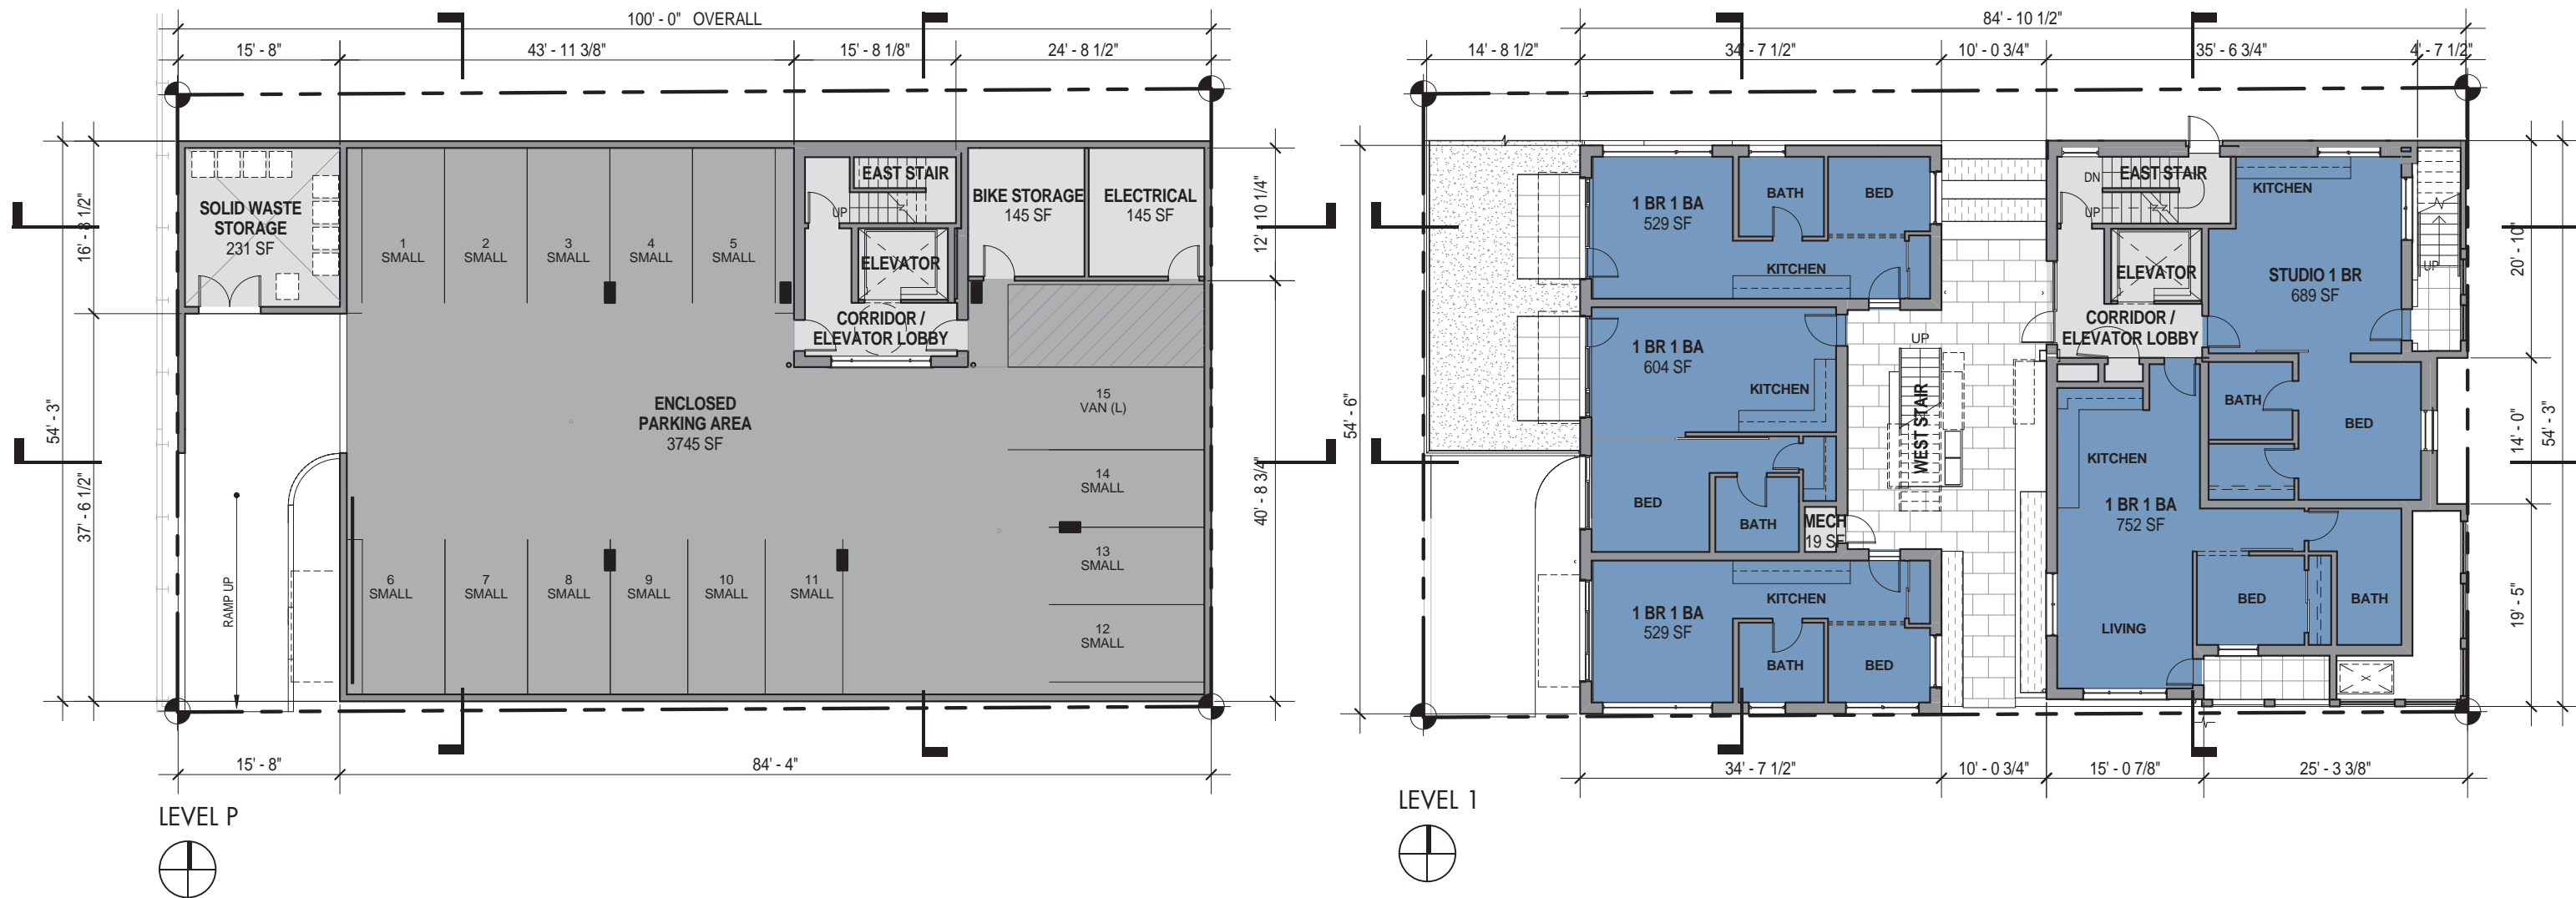 100' - 0" OVERALL
15' - 8"
43' - 11 3/8"
15' - 8 1/8"
24' - 8 1/2"
54' - 3"
16' - 8 1/2"
37' - 6 1/2"
SOLID WASTE
STORAGE
231 SF
1
SMALL
2
SMALL
3
SMALL
4
SMALL
5
SMALL
EAST STAIR
UP
ELEVATOR
CORRIDOR /
ELEVATOR LOBBY
BIKE STORAGE
145 SF
ELECTRICAL
145 SF
12' - 10 1/4"
40' - 8 3/4"
ENCLOSED
PARKING AREA
3745 SF
15
VAN (L)
14
SMALL
13
SMALL
12
SMALL
RAMP UP
6
SMALL
7
SMALL
8
SMALL
9
SMALL
10
SMALL
11
SMALL
15' - 8"
84' - 4"
LEVEL P
84' - 10 1/2"
14' - 8 1/2"
34' - 7 1/2"
10' - 0 3/4"
35' - 6 3/4"
4' - 7 1/2"
54' - 6"
1 BR 1 BA
529 SF
BATH
BED
KITCHEN
1 BR 1 BA
604 SF
KITCHEN
BED
BATH
MECH
19 SF
1 BR 1 BA
529 SF
KITCHEN
BATH
BED
UP
WEST STAIR
DN
EAST STAIR
UP
ELEVATOR
CORRIDOR /
ELEVATOR LOBBY
KITCHEN
STUDIO 1 BR
689 SF
UP
BATH
BED
KITCHEN
1 BR 1 BA
752 SF
LIVING
BED
BATH
20' - 10"
14' - 0"
54' - 3"
19' - 5"
34' - 7 1/2"
10' - 0 3/4"
15' - 0 7/8"
25' - 3 3/8"
LEVEL 1